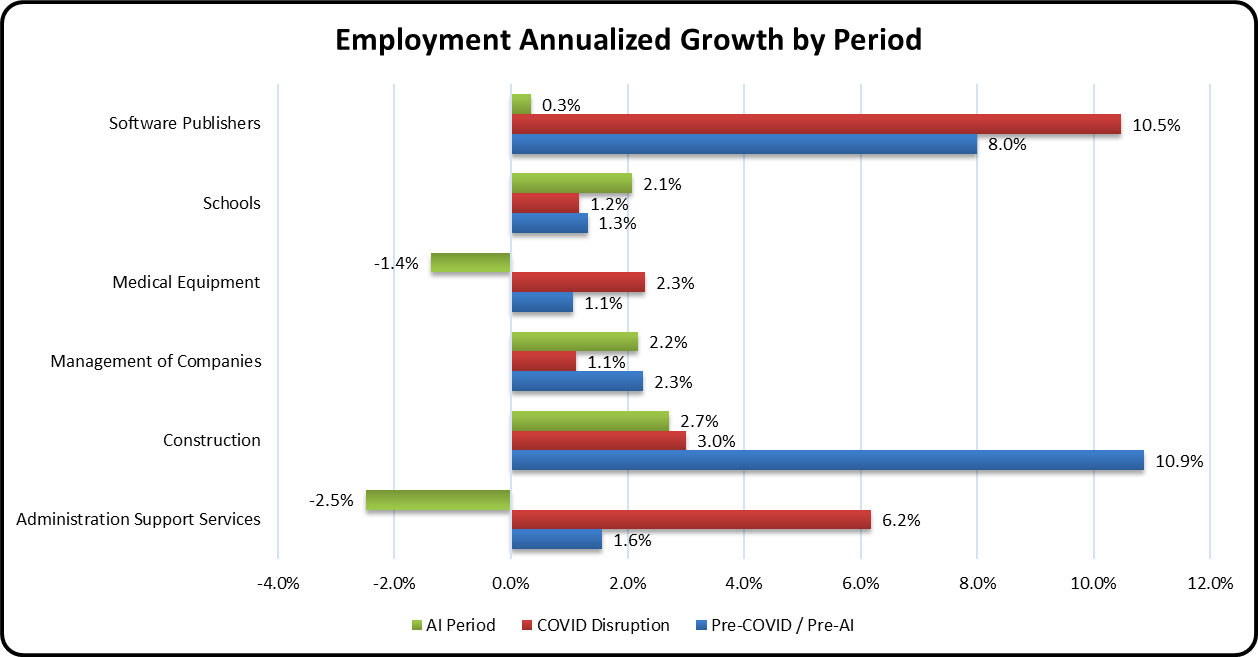 Employment Annualized Growth by Period
Software Publishers
0.3%
10.5%
8.0%
Schools
2.1%
1.2%
1.3%
Medical Equipment
-1.4%
2.3%
1.1%
Management of Companies
2.2%
1.1%
2.3%
Construction
2.7%
3.0%
10.9%
Administration Support Services
-2.5%
6.2%
1.6%
-4.0% -2.0% 0.0% 2.0% 4.0% 6.0% 8.0% 10.0% 12.0%
AI Period COVID Disruption Pre-COVID / Pre-AI